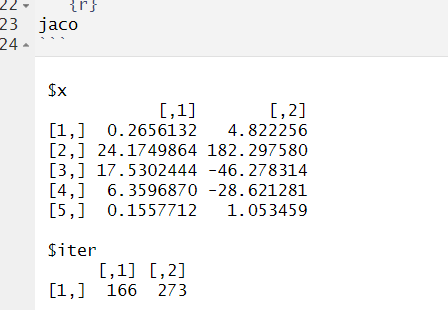 22 {r}
23 jaco
24 ```
$x
[,1] [,2]
[1,] 0.2656132 4.822256
[2,] 24.1749864 182.297580
[3,] 17.5302444 -46.278314
[4,] 6.3596870 -28.621281
[5,] 0.1557712 1.053459
$iter
[,1] [,2]
[1,] 166 273